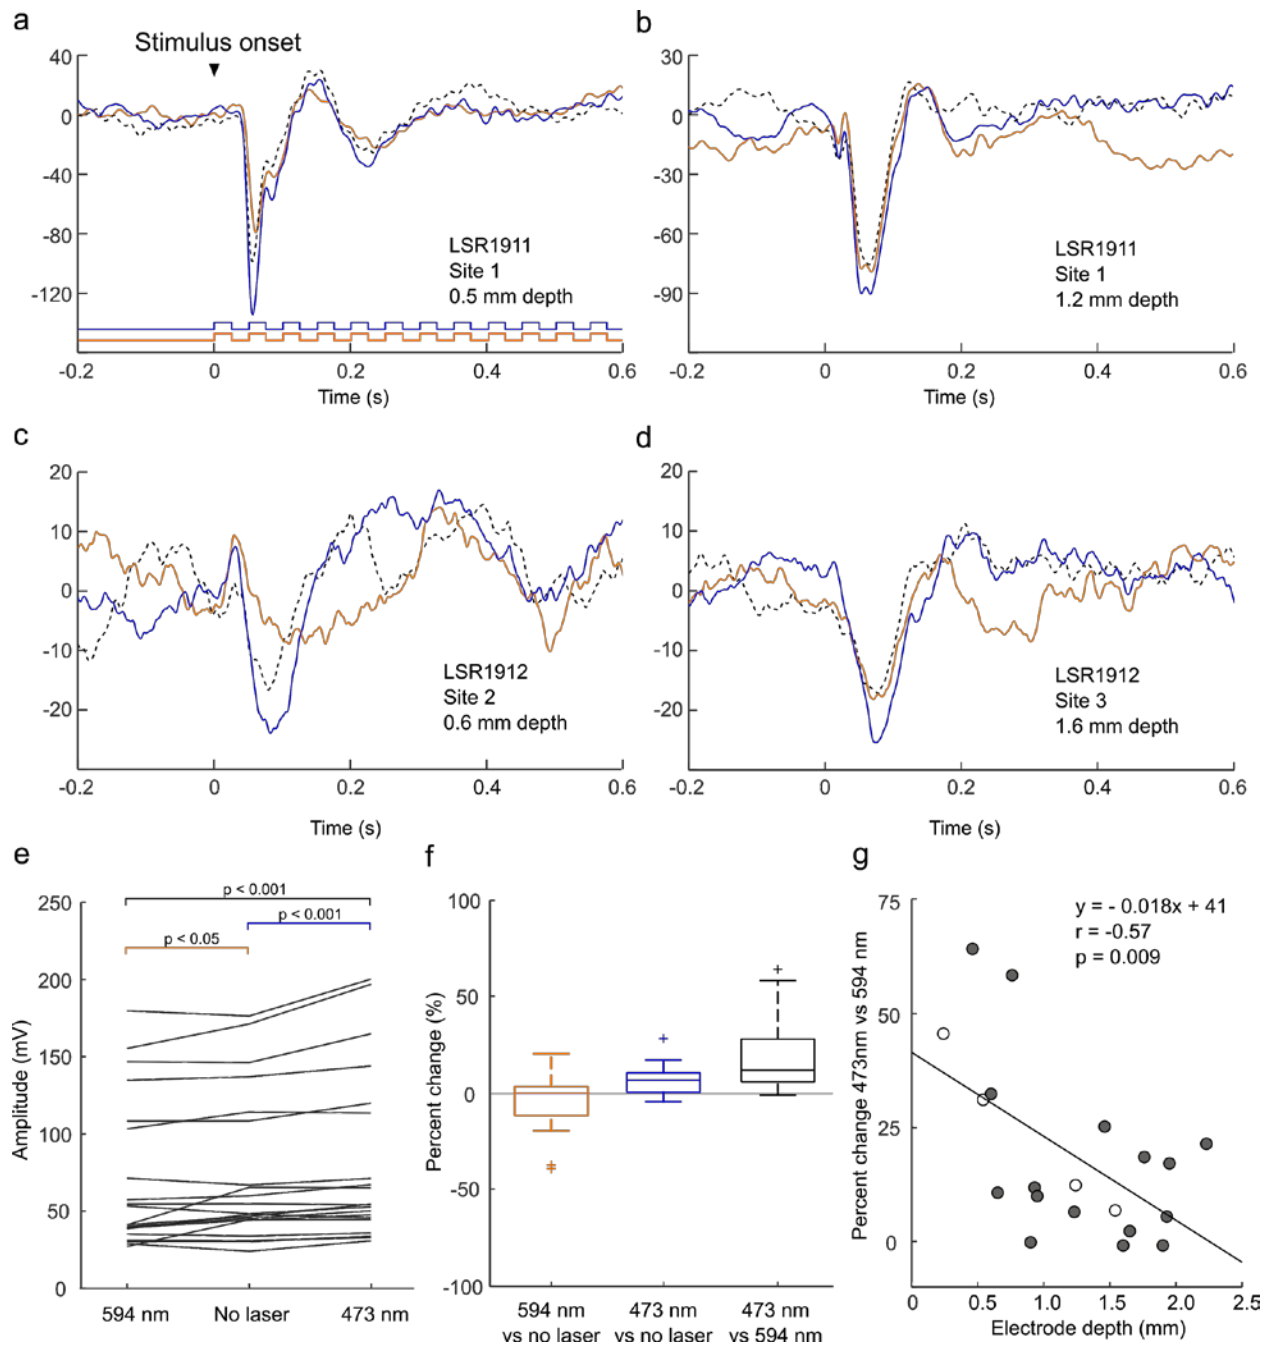 a
Stimulus onset
40
0
-40
-80
-120
LSR1911
Site 1
0.5 mm depth
-0.2
0
0.2
0.4
0.6
Time (s)
b
30
0
-30
-60
-90
LSR1911
Site 1
1.2 mm depth
-0.2
0
0.2
0.4
0.6
Time (s)
c
20
10
0
-10
-20
LSR1912
Site 2
0.6 mm depth
-0.2
0
0.2
0.4
0.6
Time (s)
d
20
10
0
-10
-20
LSR1912
Site 3
1.6 mm depth
-0.2
0
0.2
0.4
0.6
Time (s)
e
Amplitude (mV)
250
200
150
100
50
0
p < 0.001
p < 0.001
p < 0.05
594 nm
No laser
473 nm
f
Percent change (%)
100
50
0
-50
-100
594 nm
vs no laser
473 nm
vs no laser
473 nm
vs 594 nm
g
Percent change 473nm vs 594 nm
75
50
25
0
y = - 0.018x + 41
r = -0.57
p = 0.009
0
0.5
1.0
1.5
2.0
2.5
Electrode depth (mm)